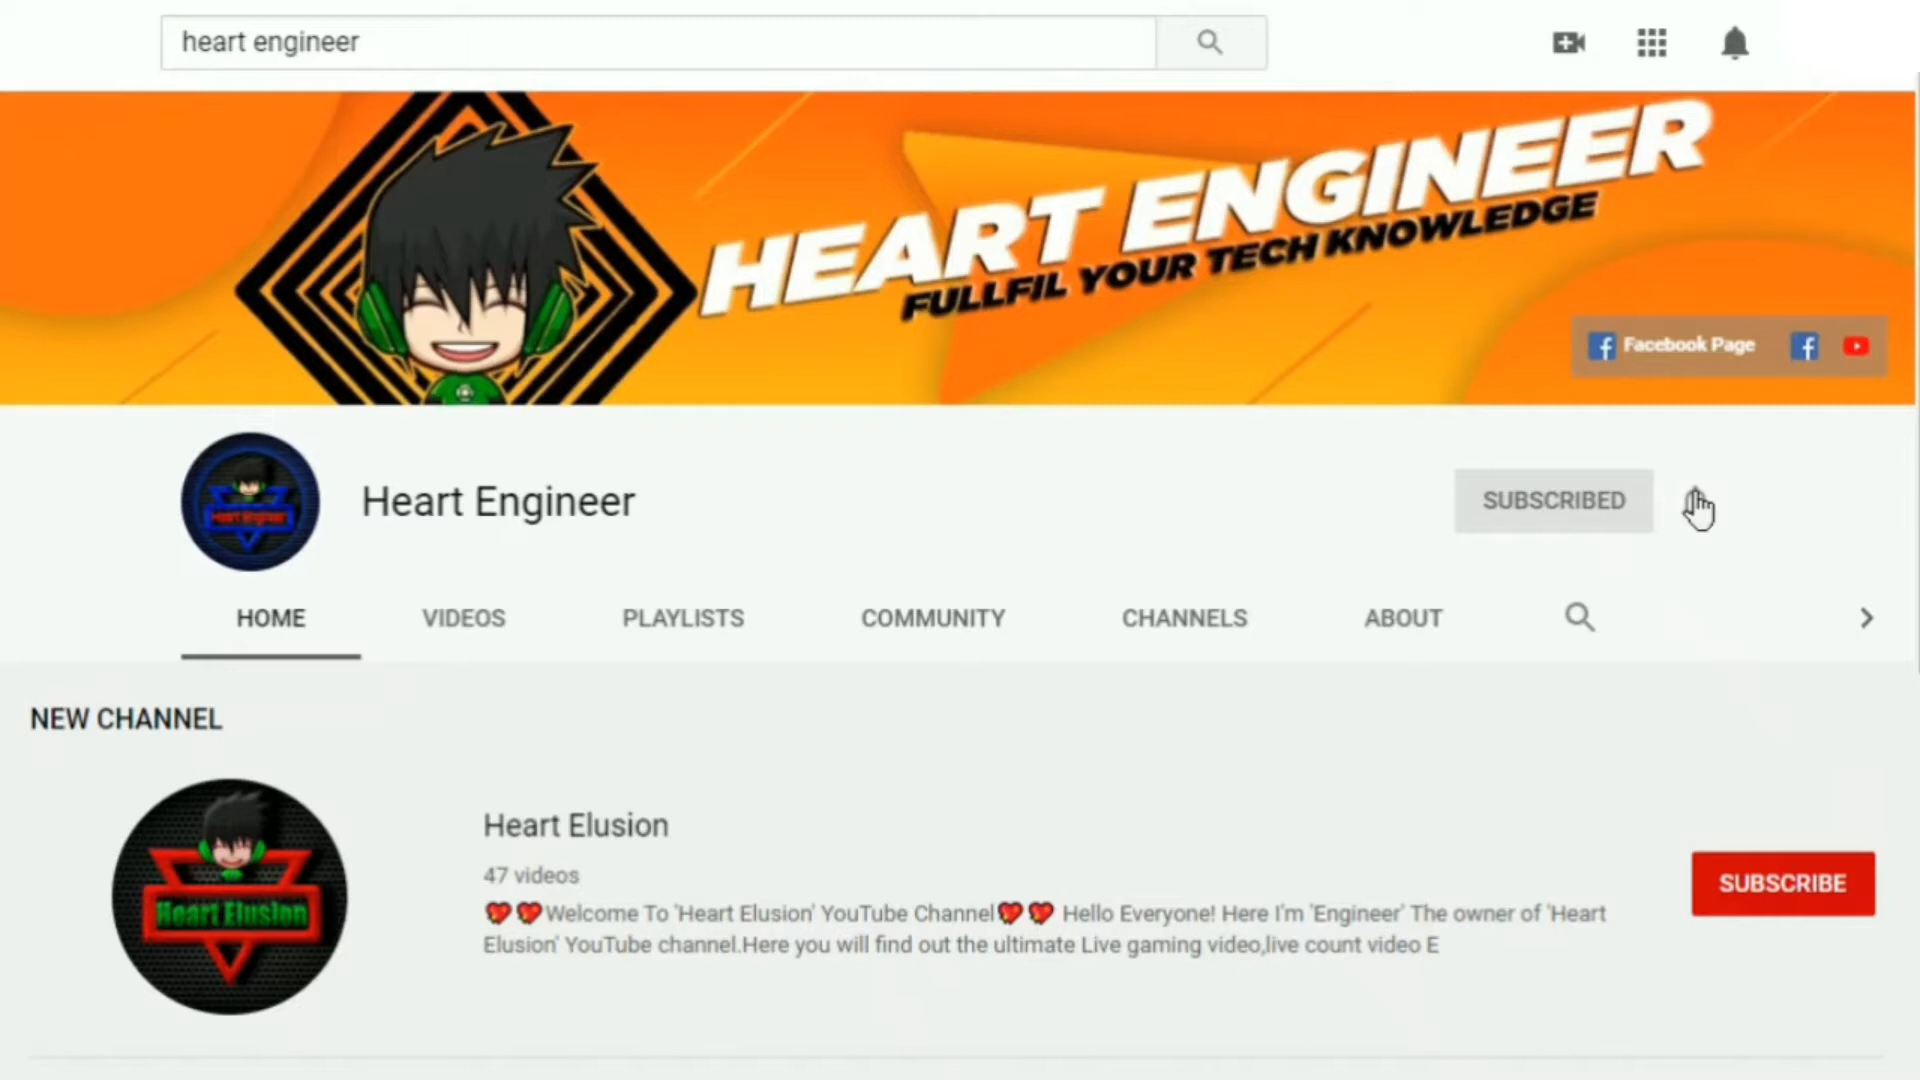 heart engineer
HEART ENGINEER
FULLFIL YOUR TECH KNOWLEDGE
Facebook Page
Heart Engineer
Heart Engineer
SUBSCRIBED
HOME VIDEOS PLAYLISTS COMMUNITY CHANNELS ABOUT
NEW CHANNEL
Heart Elusion
Heart Elusion
47 videos
💖💖Welcome To 'Heart Elusion' YouTube Channel💖💖 Hello Everyone! Here I'm 'Engineer' The owner of 'Heart
Elusion' YouTube channel.Here you will find out the ultimate Live gaming video,live count video E
SUBSCRIBE